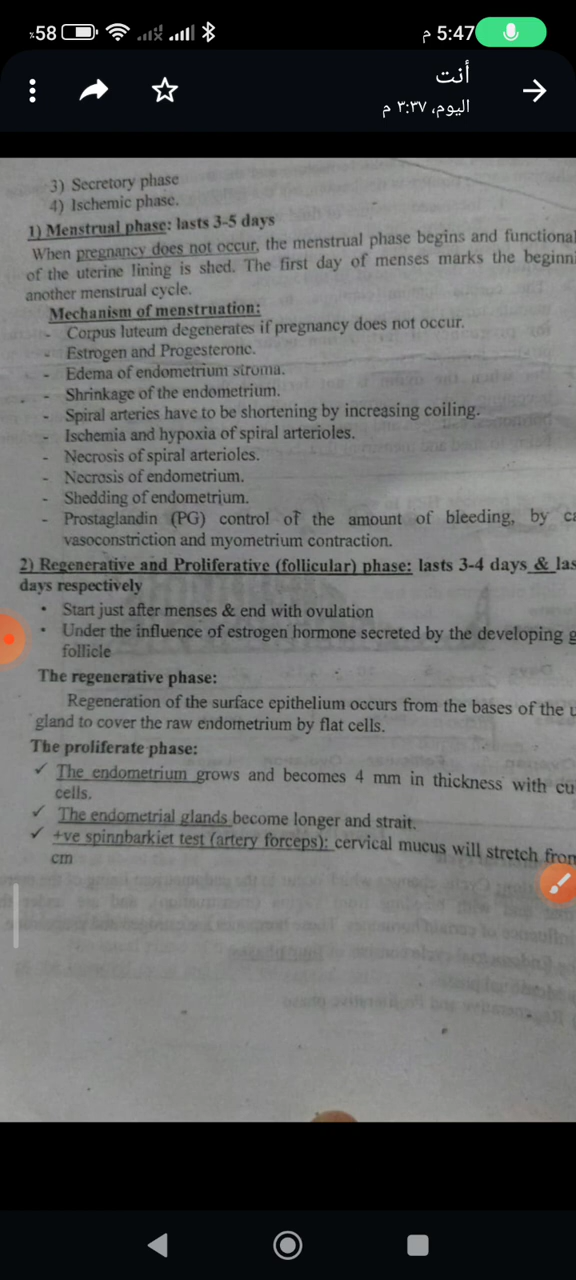 ٪58
5:47 م
أنت
اليوم، ٣:٣٧ م
3) Secretory phase
4) Ischemic phase.
1) Menstrual phase: lasts 3-5 days
When pregnancy does not occur, the menstrual phase begins and functional
of the uterine lining is shed. The first day of menses marks the beginni
another menstrual cycle.
Mechanism of menstruation:
- Corpus luteum degenerates if pregnancy does not occur.
- Estrogen and Progesterone.
- Edema of endometrium stroma.
- Shrinkage of the endometrium.
- Spiral arteries have to be shortening by increasing coiling.
- Ischemia and hypoxia of spiral arterioles.
- Necrosis of spiral arterioles.
- Necrosis of endometrium.
- Shedding of endometrium.
- Prostaglandin (PG) control of the amount of bleeding, by ca
vasoconstriction and myometrium contraction.
2) Regenerative and Proliferative (follicular) phase: lasts 3-4 days & las
days respectively
• Start just after menses & end with ovulation
• Under the influence of estrogen hormone secreted by the developing g
follicle
The regenerative phase:
Regeneration of the surface epithelium occurs from the bases of the u
gland to cover the raw endometrium by flat cells.
The proliferate phase:
✓ The endometrium grows and becomes 4 mm in thickness with cu
cells.
✓ The endometrial glands become longer and strait.
✓ +ve spinnbarkiet test (artery forceps): cervical mucus will stretch from
cm